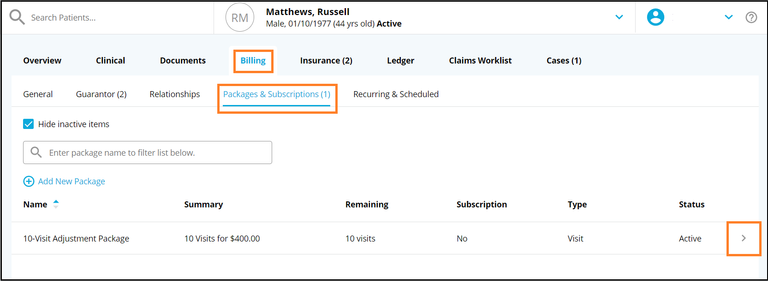 Search Patients...
RM
Matthews, Russell
Male, 01/10/1977 (44 yrs old) Active
Overview Clinical Documents Billing Insurance (2) Ledger Claims Worklist Cases (1)
General Guarantor (2) Relationships Packages & Subscriptions (1) Recurring & Scheduled
Hide inactive items
Enter package name to filter list below.
Add New Package
Name Summary Remaining Subscription Type Status
10-Visit Adjustment Package 10 Visits for $400.00 10 visits No Visit Active